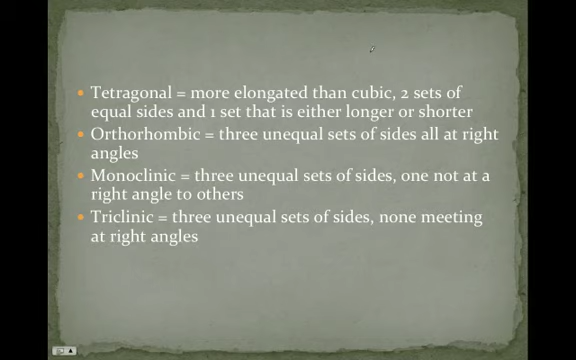 • Tetragonal = more elongated than cubic, 2 sets of
equal sides and 1 set that is either longer or shorter
• Orthorhombic = three unequal sets of sides all at right
angles
• Monoclinic = three unequal sets of sides, one not at a
right angle to others
• Triclinic = three unequal sets of sides, none meeting
at right angles